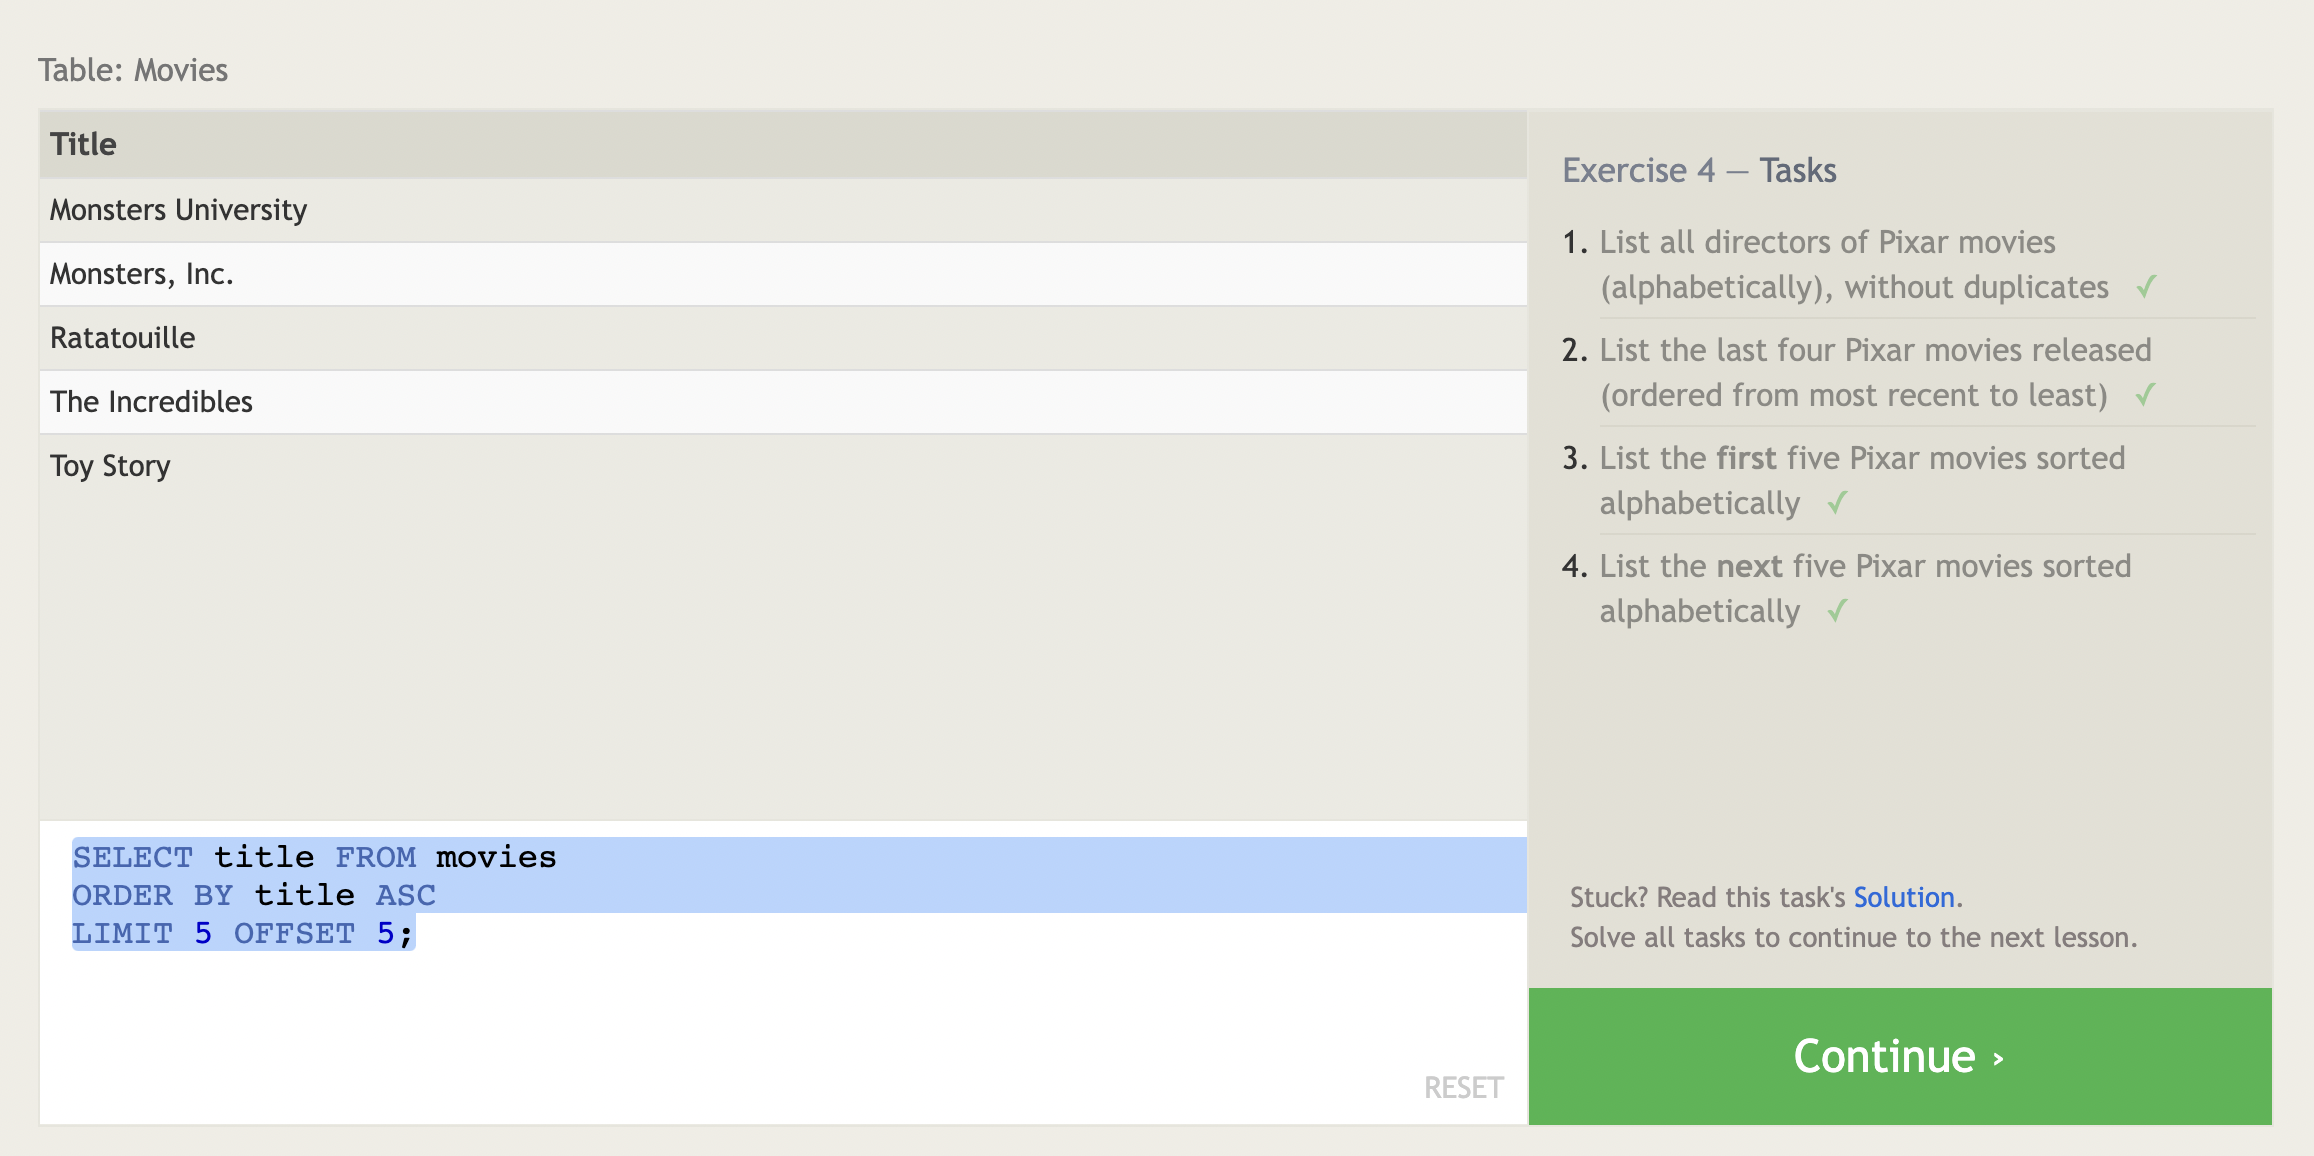 Table: Movies
Title
Monsters University
Monsters, Inc.
Ratatouille
The Incredibles
Toy Story
SELECT title FROM movies
ORDER BY title ASC
LIMIT 5 OFFSET 5;
RESET
Exercise 4 — Tasks
1. List all directors of Pixar movies
(alphabetically), without duplicates ✓
2. List the last four Pixar movies released
(ordered from most recent to least) ✓
3. List the first five Pixar movies sorted
alphabetically ✓
4. List the next five Pixar movies sorted
alphabetically ✓
Stuck? Read this task's Solution.
Solve all tasks to continue to the next lesson.
Continue ›